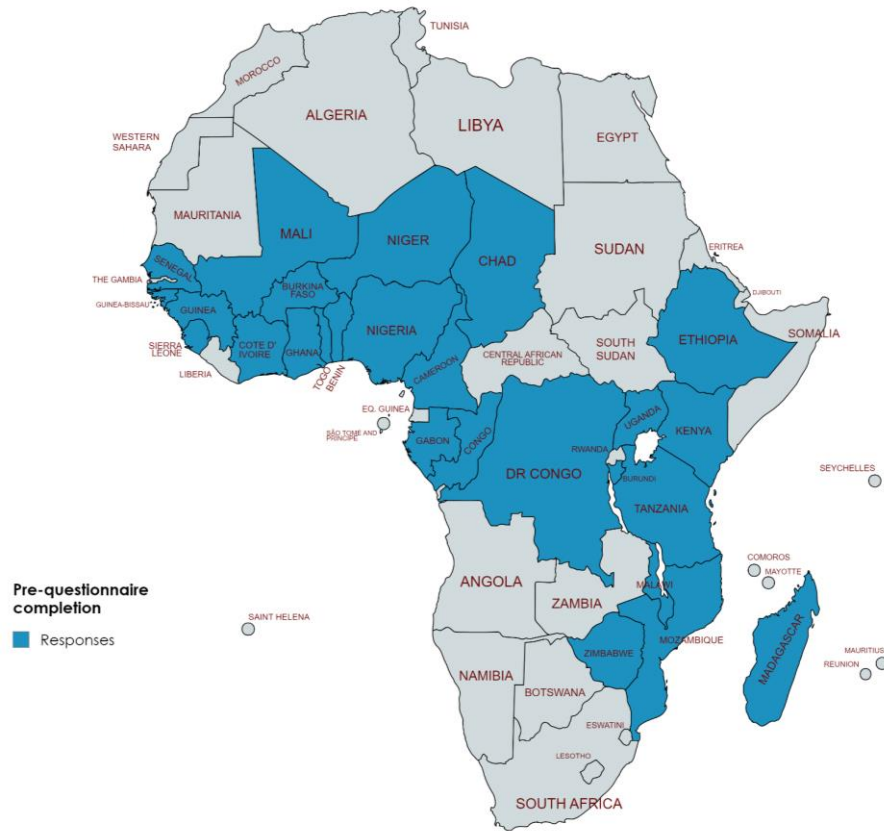 TUNISIA
MOROCCO
ALGERIA
LIBYA
EGYPT
WESTERN
SAHARA
MAURITANIA
MALI
NIGER
CHAD
SUDAN
ERITREA
SENEGAL
THE GAMBIA
DJIBOUTI
GUINEA-BISSAU
GUINEA
BURKINA
FASO
NIGERIA
ETHIOPIA
SOMALIA
SIERRA
LEONE
COTE D'
IVOIRE
GHANA
SOUTH
SUDAN
CENTRAL AFRICAN
REPUBLIC
LIBERIA
TOGO
BENIN
CAMEROON
EQ. GUINEA
SÃO TOMÉ AND
PRINCIPE
GABON
CONGO
UGANDA
KENYA
RWANDA
DR CONGO
BURUNDI
SEYCHELLES
TANZANIA
COMOROS
MAYOTTE
ANGOLA
MALAWI
Pre-questionnaire
completion
Responses
ZAMBIA
SAINT HELENA
MOZAMBIQUE
MADAGASCAR
ZIMBABWE
MAURITIUS
REUNION
NAMIBIA
BOTSWANA
ESWATINI
LESOTHO
SOUTH AFRICA